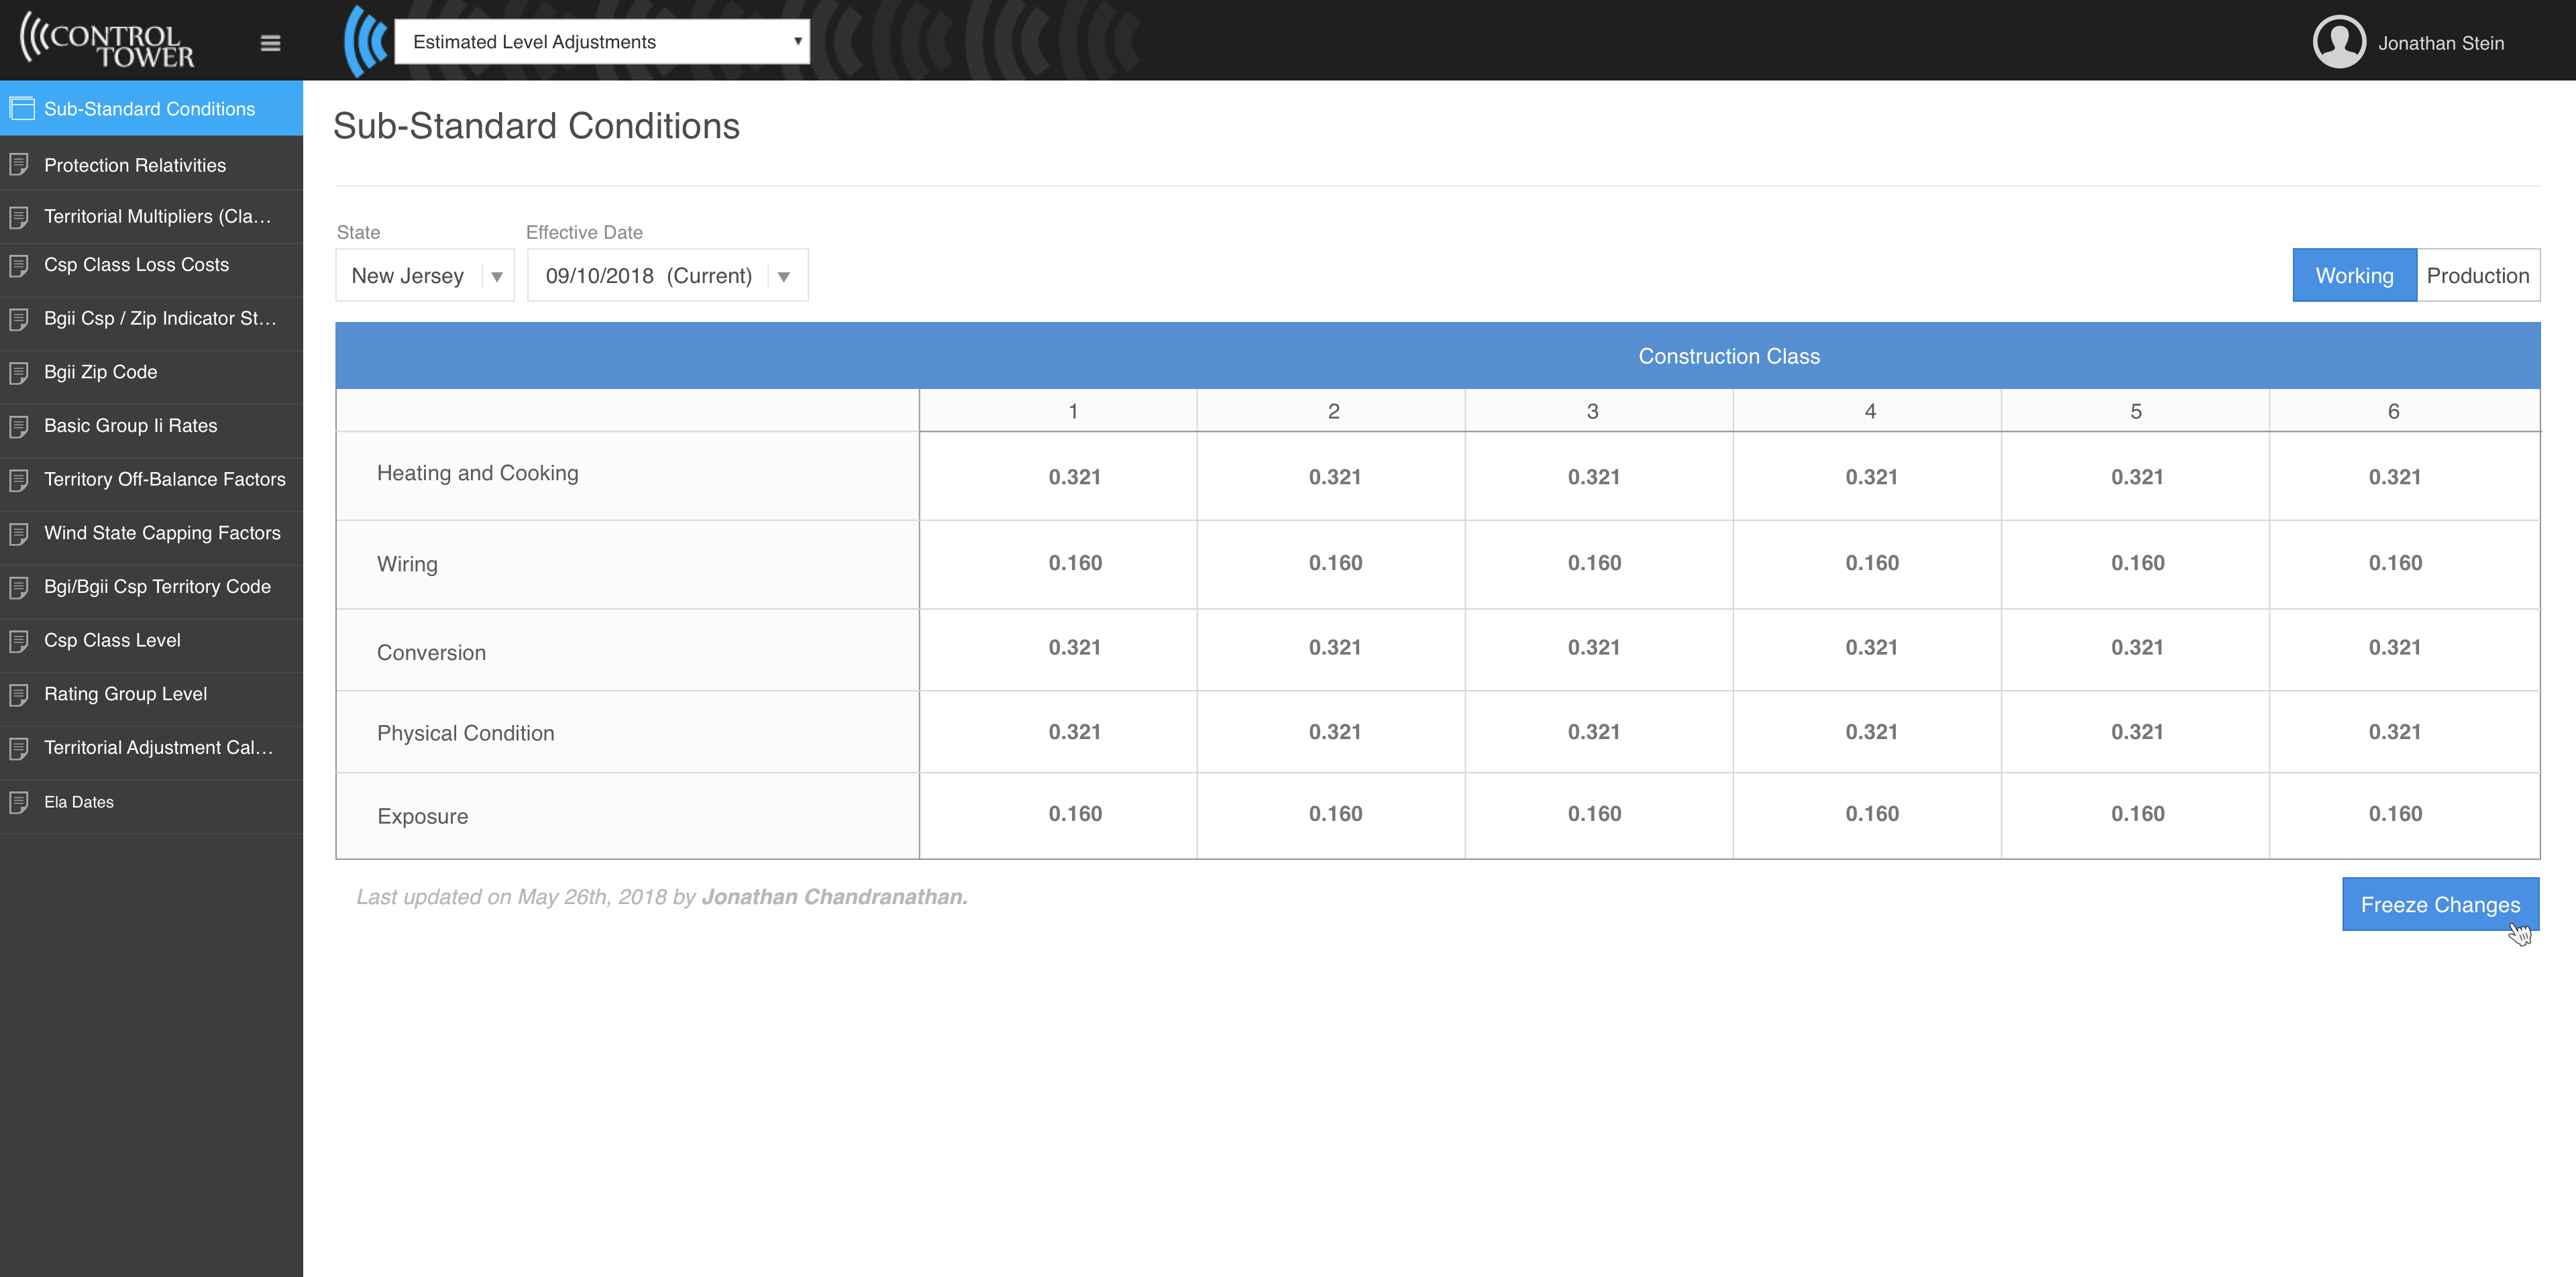 CONTROL
TOWER
Estimated Level Adjustments
Jonathan Stein
Sub-Standard Conditions
Protection Relativities
Territorial Multipliers (Cla...
Csp Class Loss Costs
Bgii Csp / Zip Indicator St...
Bgii Zip Code
Basic Group Ii Rates
Territory Off-Balance Factors
Wind State Capping Factors
Bgi/Bgii Csp Territory Code
Csp Class Level
Rating Group Level
Territorial Adjustment Cal...
Ela Dates
Sub-Standard Conditions
State Effective Date
New Jersey 09/10/2018 (Current) Working Production
Construction Class
1 2 3 4 5 6
Heating and Cooking 0.321 0.321 0.321 0.321 0.321 0.321
Wiring 0.160 0.160 0.160 0.160 0.160 0.160
Conversion 0.321 0.321 0.321 0.321 0.321 0.321
Physical Condition 0.321 0.321 0.321 0.321 0.321 0.321
Exposure 0.160 0.160 0.160 0.160 0.160 0.160
Last updated on May 26th, 2018 by Jonathan Chandranathan.
Freeze Changes